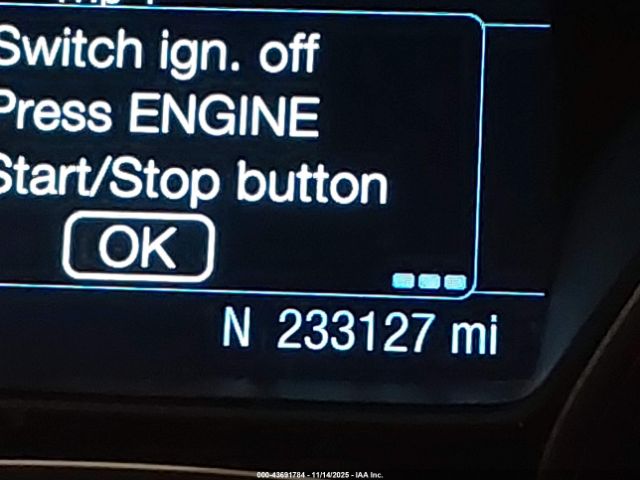 Switch ign. off
Press ENGINE
Start/Stop button
OK
N 233127 mi
000-43691784 - 11/14/2025 - IAA Inc.